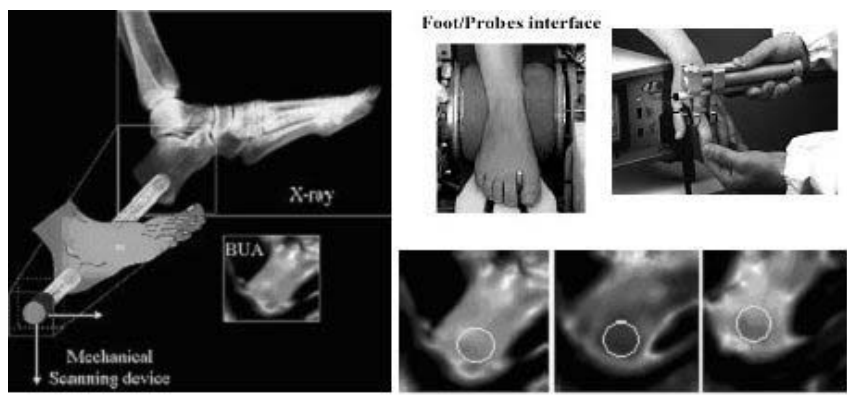 Foot/Probes interface
X-ray
BUA
Mechanical
Scanning device